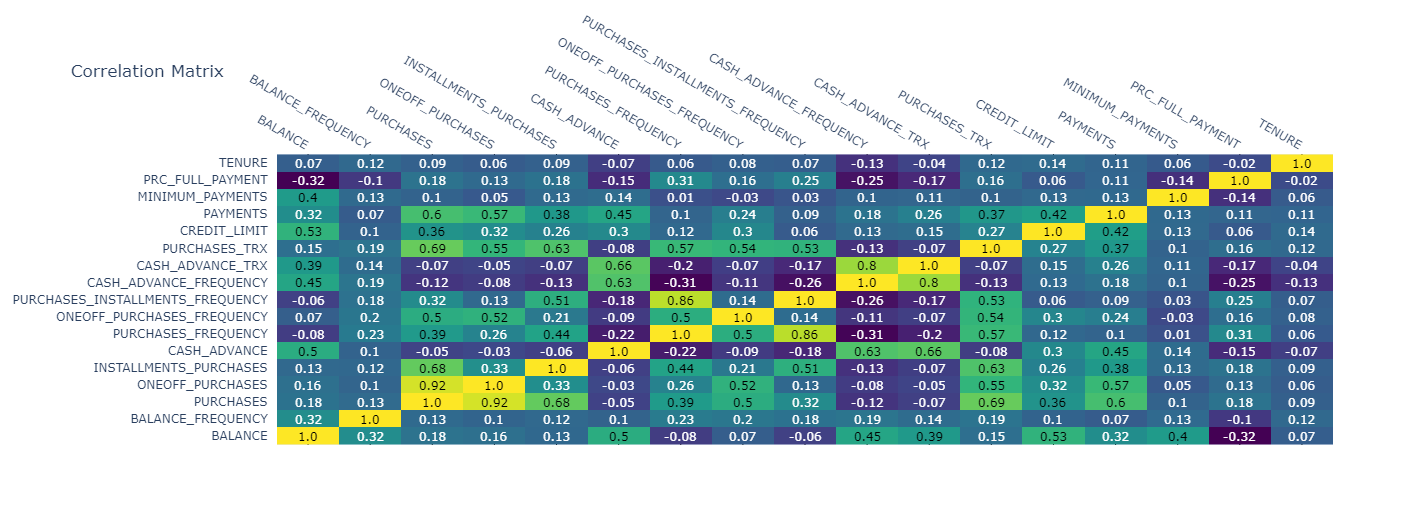 Correlation Matrix
BALANCE
BALANCE_FREQUENCY
PURCHASES
ONEOFF_PURCHASES
INSTALLMENTS_PURCHASES
CASH_ADVANCE
PURCHASES_FREQUENCY
ONEOFF_PURCHASES_FREQUENCY
PURCHASES_INSTALLMENTS_FREQUENCY
CASH_ADVANCE_FREQUENCY
CASH_ADVANCE_TRX
PURCHASES_TRX
CREDIT_LIMIT
PAYMENTS
MINIMUM_PAYMENTS
PRC_FULL_PAYMENT
TENURE
TENURE 0.07 0.12 0.09 0.06 0.09 -0.07 0.06 0.08 0.07 -0.13 -0.04 0.12 0.14 0.11 0.06 -0.02 1.0
PRC_FULL_PAYMENT -0.32 -0.1 0.18 0.13 0.18 -0.15 0.31 0.16 0.25 -0.25 -0.17 0.16 0.06 0.11 -0.14 1.0 -0.02
MINIMUM_PAYMENTS 0.4 0.13 0.1 0.05 0.13 0.14 0.01 -0.03 0.03 0.1 0.11 0.1 0.13 0.13 1.0 -0.14 0.06
PAYMENTS 0.32 0.07 0.6 0.57 0.38 0.45 0.1 0.24 0.09 0.18 0.26 0.37 0.42 1.0 0.13 0.11 0.11
CREDIT_LIMIT 0.53 0.1 0.36 0.32 0.26 0.3 0.12 0.3 0.06 0.13 0.15 0.27 1.0 0.42 0.13 0.06 0.14
PURCHASES_TRX 0.15 0.19 0.69 0.55 0.63 -0.08 0.57 0.54 0.53 -0.13 -0.07 1.0 0.27 0.37 0.1 0.16 0.12
CASH_ADVANCE_TRX 0.39 0.14 -0.07 -0.05 -0.07 0.66 -0.2 -0.07 -0.17 0.8 1.0 -0.07 0.15 0.26 0.11 -0.17 -0.04
CASH_ADVANCE_FREQUENCY 0.45 0.19 -0.12 -0.08 -0.13 0.63 -0.31 -0.11 -0.26 1.0 0.8 -0.13 0.13 0.18 0.1 -0.25 -0.13
PURCHASES_INSTALLMENTS_FREQUENCY -0.06 0.18 0.32 0.13 0.51 -0.18 0.86 0.14 1.0 -0.26 -0.17 0.53 0.06 0.09 0.03 0.25 0.07
ONEOFF_PURCHASES_FREQUENCY 0.07 0.2 0.5 0.52 0.21 -0.09 0.5 1.0 0.14 -0.11 -0.07 0.54 0.3 0.24 -0.03 0.16 0.08
PURCHASES_FREQUENCY -0.08 0.23 0.39 0.26 0.44 -0.22 1.0 0.5 0.86 -0.31 -0.2 0.57 0.12 0.1 0.01 0.31 0.06
CASH_ADVANCE 0.5 0.1 -0.05 -0.03 -0.06 1.0 -0.22 -0.09 -0.18 0.63 0.66 -0.08 0.3 0.45 0.14 -0.15 -0.07
INSTALLMENTS_PURCHASES 0.13 0.12 0.68 0.33 1.0 -0.06 0.44 0.21 0.51 -0.13 -0.07 0.63 0.26 0.38 0.13 0.18 0.09
ONEOFF_PURCHASES 0.16 0.1 0.92 1.0 0.33 -0.03 0.26 0.52 0.13 -0.08 -0.05 0.55 0.32 0.57 0.05 0.13 0.06
PURCHASES 0.18 0.13 1.0 0.92 0.68 -0.05 0.39 0.5 0.32 -0.12 -0.07 0.69 0.36 0.6 0.1 0.18 0.09
BALANCE_FREQUENCY 0.32 1.0 0.13 0.1 0.12 0.1 0.23 0.2 0.18 0.19 0.14 0.19 0.1 0.07 0.13 -0.1 0.12
BALANCE 1.0 0.32 0.18 0.16 0.13 0.5 -0.08 0.07 -0.06 0.45 0.39 0.15 0.53 0.32 0.4 -0.32 0.07